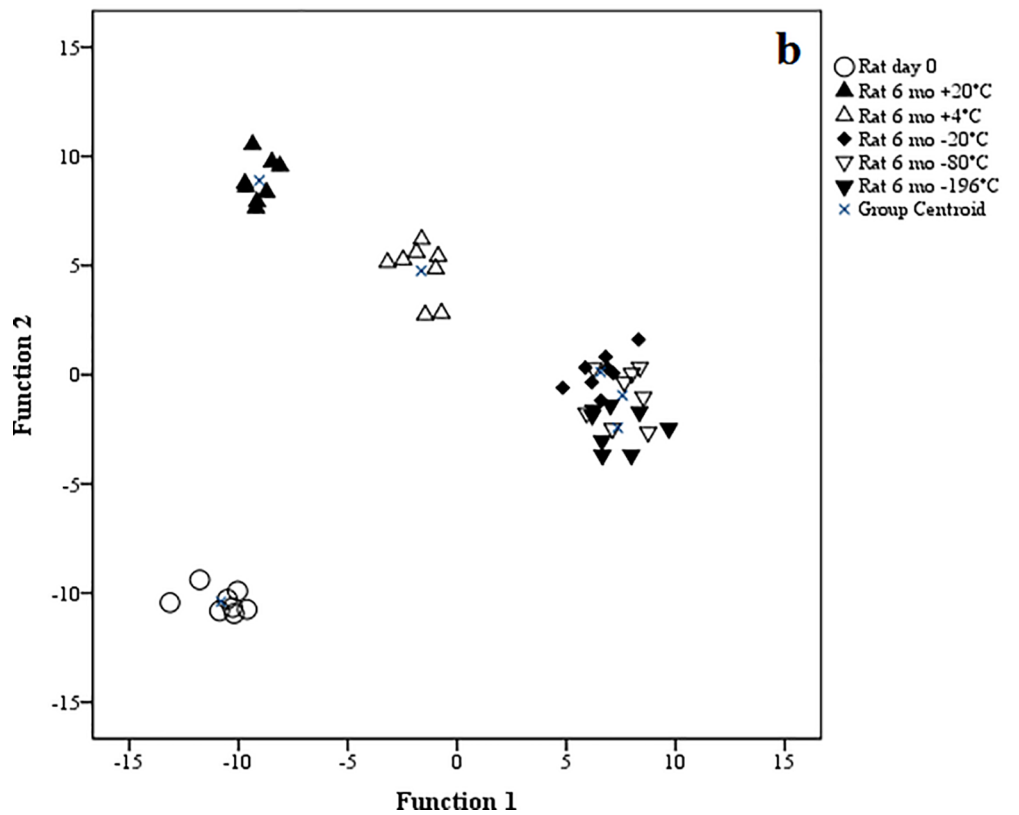 b
15
10
5
0
-5
-10
-15
Function 2
-15 -10 -5 0 5 10 15
Function 1
Rat day 0
Rat 6 mo +20°C
Rat 6 mo +4°C
Rat 6 mo -20°C
Rat 6 mo -80°C
Rat 6 mo -196°C
Group Centroid